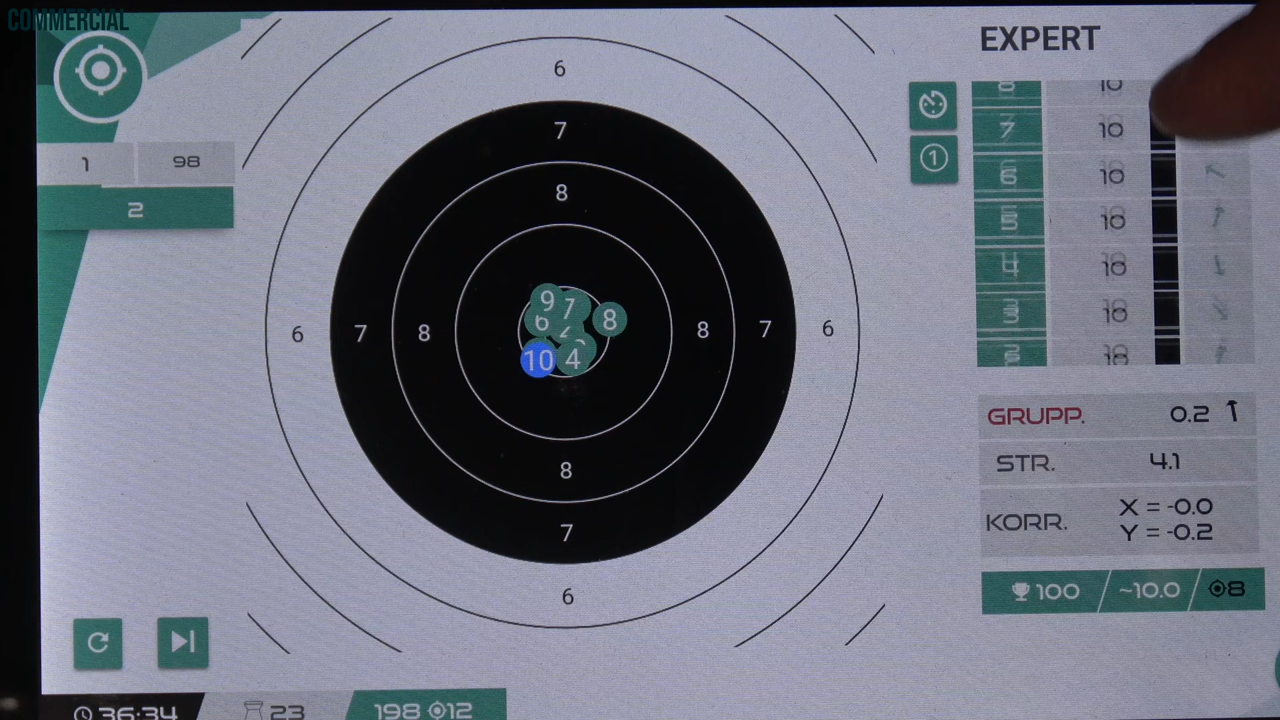 COMMERCIAL
EXPERT
1 98
2
6
7
8
6 7 8 8 7 6
9 7
6 8
10 4
8
7
6
10
7 10
6 10
5 10
4 10
3 10
GRUPP. 0.2
STR. 4.1
KORR. X = -0.0
Y = -0.2
100 ~10.0 8
36:34 23 198 12
1